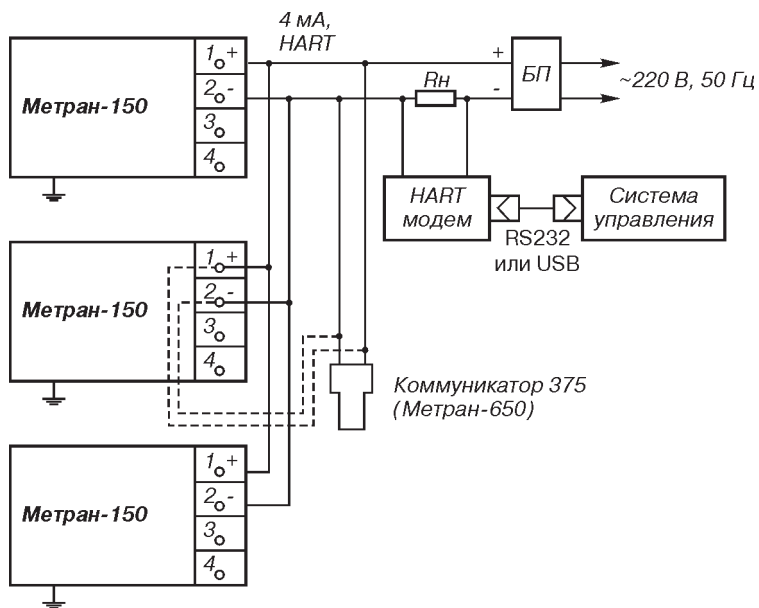 4 мА,
HART
Метран-150
1 +
2 -
3
4
Rн
+
-
БП
~220 В, 50 Гц
HART
модем
Система
управления
RS232
или USB
Метран-150
1 +
2 -
3
4
Коммуникатор 375
(Метран-650)
Метран-150
1 +
2 -
3
4